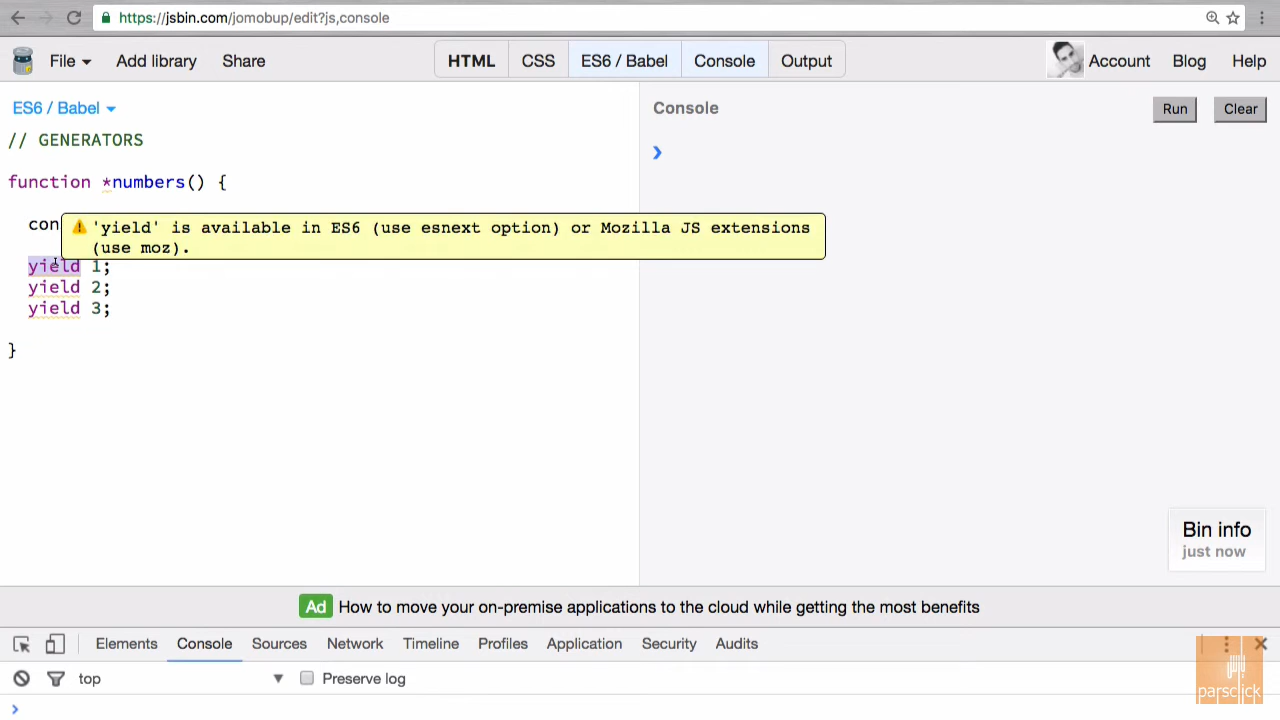 https://jsbin.com/jomobup/edit?js,console
File Add library Share HTML CSS ES6 / Babel Console Output Account Blog Help
ES6 / Babel
Console Run Clear
// GENERATORS
function *numbers() {
con
'yield' is available in ES6 (use esnext option) or Mozilla JS extensions
(use moz).
yield 1;
yield 2;
yield 3;
}
Bin info
just now
Ad How to move your on-premise applications to the cloud while getting the most benefits
Elements Console Sources Network Timeline Profiles Application Security Audits
top Preserve log
parsclick